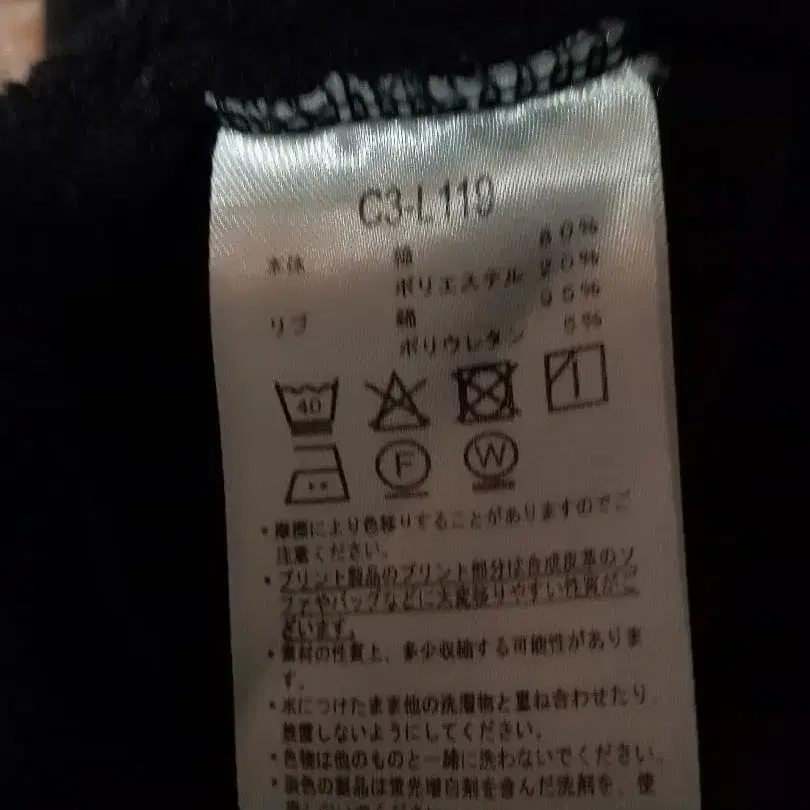 C3-L119
本体 綿 80%
ポリエステル 20%
リブ 綿 95%
ポリウレタン 5%
40
F W
・摩擦により色移りすることがありますのでご
注意ください。
・プリント製品のプリント部分は合成皮革のソ
ファやバッグなどに大変移りやすい性質がご
ざいます。
・素材の性質上、多少収縮する可能性がありま
す。
・水につけたまま他の洗濯物と重ね合わせたり、
放置しないようにしてください。
・色物は他のものと一緒に洗わないでください。
・淡色の製品は蛍光増白剤を含んだ洗剤を、使